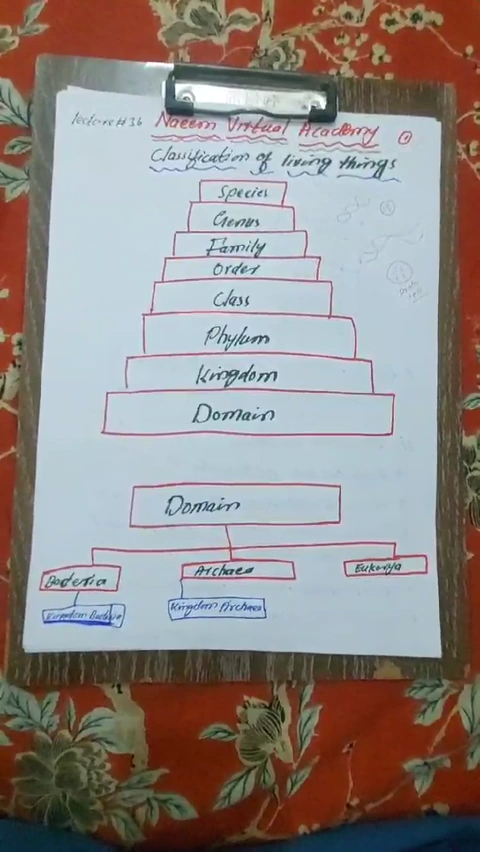 lecture#36 Naeem Virtual Academy
Classification of living things
Species
Genus
Family
Order
Class
Phylum
Kingdom
Domain
Domain
Bacteria Archaea Eukarya
Kingdom Bacteria Kingdom Archaea